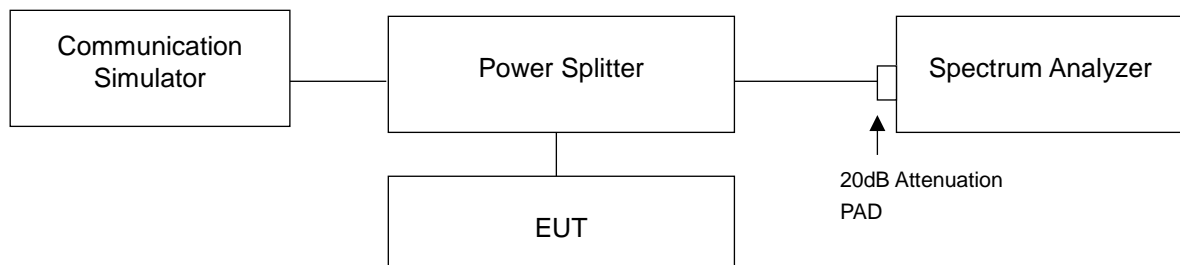 Communication
Simulator
Power Splitter
Spectrum Analyzer
20dB Attenuation
PAD
EUT